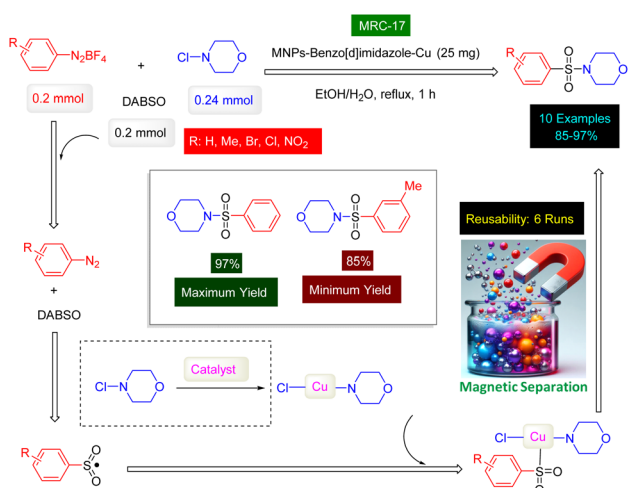 MRC-17
R
N₂BF₄
+
Cl
N
O
MNPs-Benzo[d]imidazole-Cu (25 mg)
EtOH/H₂O, reflux, 1 h
R
O
S
O
N
O
0.2 mmol
DABSO
0.24 mmol
0.2 mmol
R: H, Me, Br, Cl, NO₂
10 Examples
85-97%
O
N
O
S
O
97%
Maximum Yield
O
N
O
S
O
Me
85%
Minimum Yield
Reusability: 6 Runs
Magnetic Separation
R
N₂
+
DABSO
Cl
N
O
Catalyst
Cl
Cu
N
O
R
S
O
O
Cl
Cu
N
O
R
S
O
O